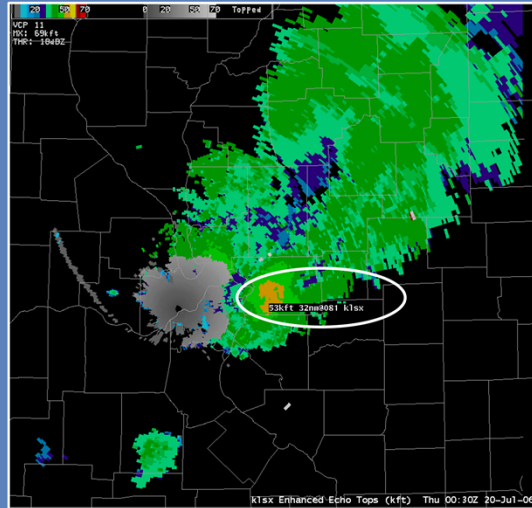 20 50 70 0 20 50 70 Topped
VCP 11
MX: 69kft
THR: 18dBZ
53kft 32nm@081 klsx
klsx Enhanced Echo Tops (kft) Thu 00:30Z 20-Jul-06